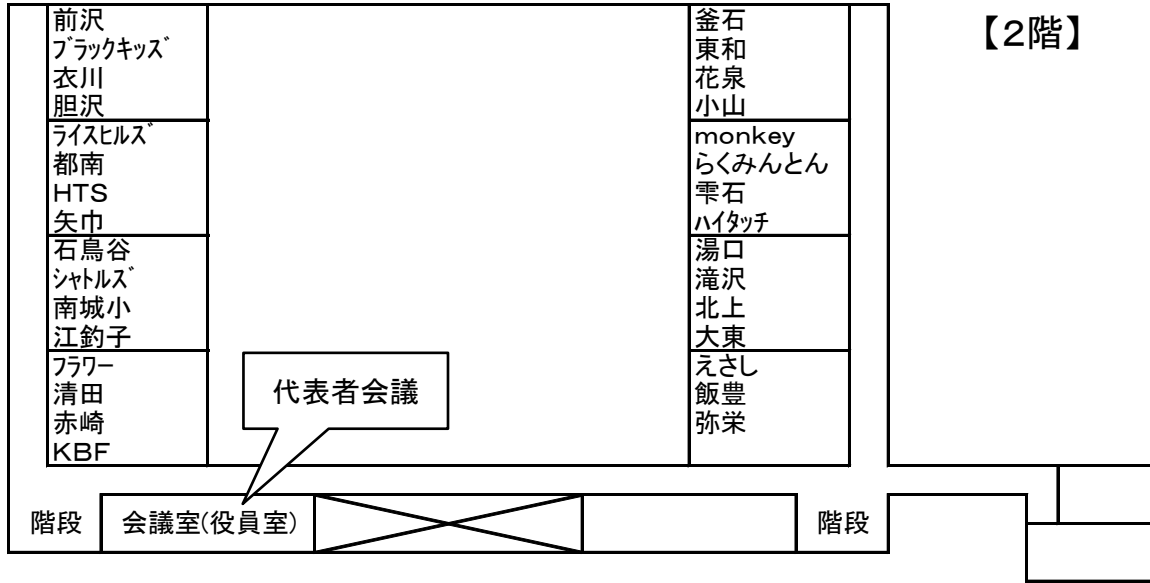 【２階】
前沢
ﾌﾞﾗｯｸｷｯｽﾞ
衣川
胆沢
ﾗｲｽﾋﾙｽﾞ
都南
HTS
矢巾
石鳥谷
ｼｬﾄﾙｽﾞ
南城小
江釣子
ﾌﾗﾜｰ
清田
赤崎
KBF
釜石
東和
花泉
小山
monkey
らくみんとん
雫石
ﾊｲﾀｯﾁ
湯口
滝沢
北上
大東
えさし
飯豊
弥栄
代表者会議
階段
会議室(役員室)
階段